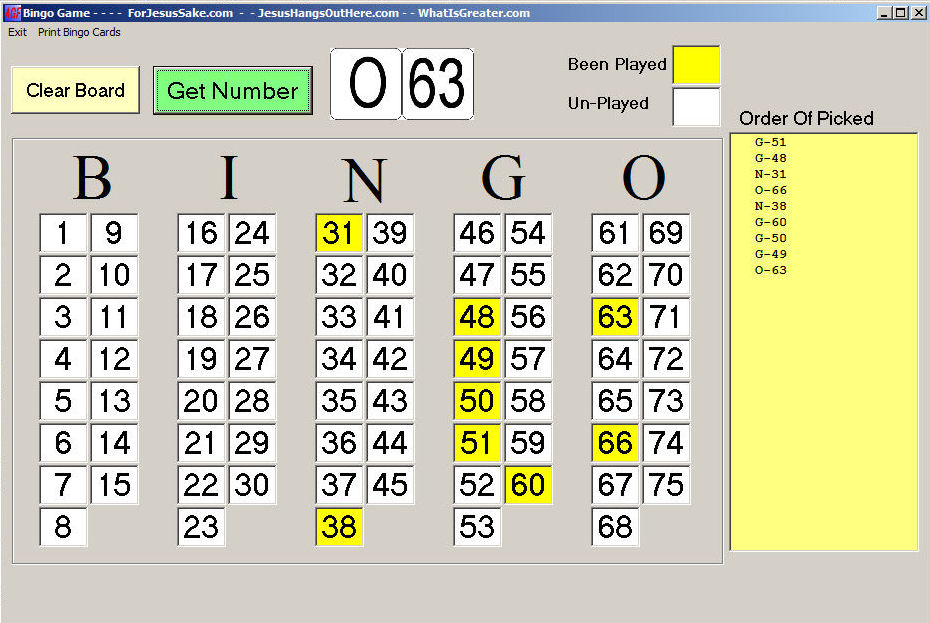 Bingo Game - - - - ForJesusSake.com - - JesusHangsOutHere.com - - WhatIsGreater.com
Exit Print Bingo Cards
Clear Board
Get Number
O 63
Been Played
Un-Played
Order Of Picked
G-51
G-48
N-31
O-66
N-38
G-60
G-50
G-49
O-63
B I N G O
1 9 16 24 31 39 46 54 61 69
2 10 17 25 32 40 47 55 62 70
3 11 18 26 33 41 48 56 63 71
4 12 19 27 34 42 49 57 64 72
5 13 20 28 35 43 50 58 65 73
6 14 21 29 36 44 51 59 66 74
7 15 22 30 37 45 52 60 67 75
8 23 38 53 68